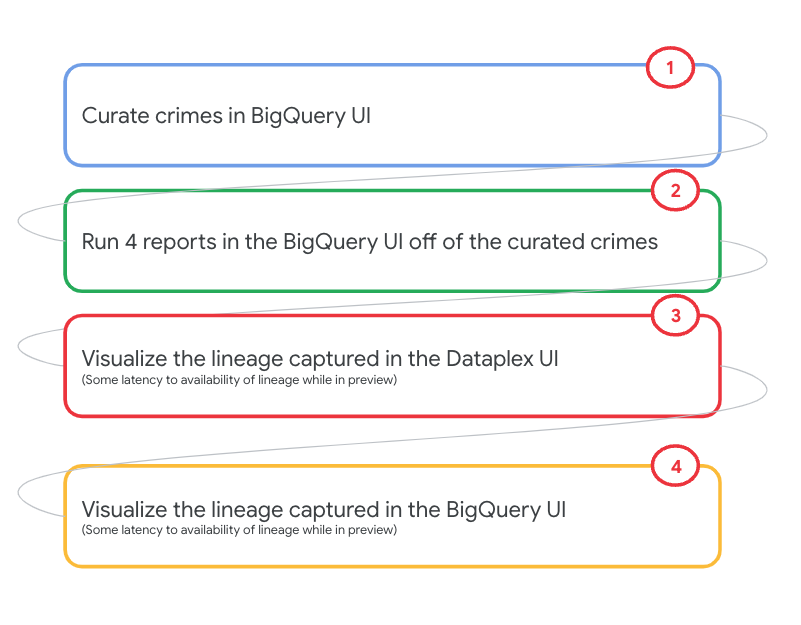 1
Curate crimes in BigQuery UI
2
Run 4 reports in the BigQuery UI off of the curated crimes
3
Visualize the lineage captured in the Dataplex UI
(Some latency to availability of lineage while in preview)
4
Visualize the lineage captured in the BigQuery UI
(Some latency to availability of lineage while in preview)